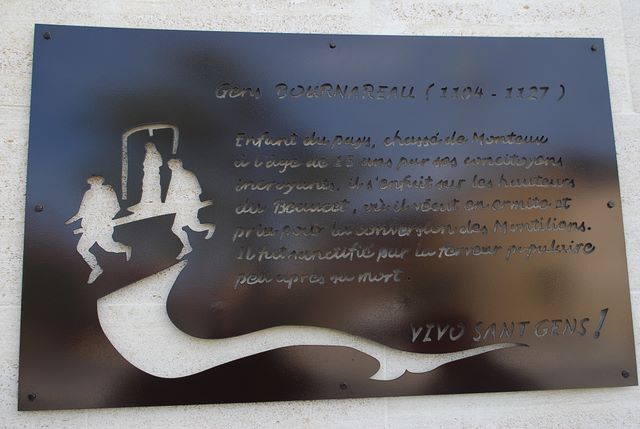 Gens BOURNAREAU (1104 - 1127)
Enfant du pays, chassé de Monteux
à l'âge de 15 ans par ses concitoyens
incroyants, il s'enfuit sur les hauteurs
du Beaucet, où il vécut en ermite et
pria pour la conversion des Montiliens.
Il fut sanctifié par la ferveur populaire
peu après sa mort.
VIVO SANT GENS!